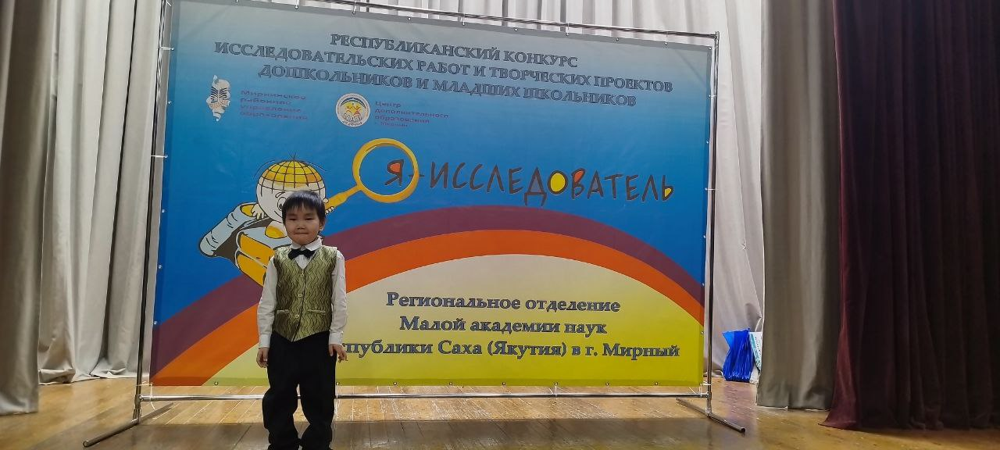 РЕСПУБЛИКАНСКИЙ КОНКУРС
ИССЛЕДОВАТЕЛЬСКИХ РАБОТ И ТВОРЧЕСКИХ ПРОЕКТОВ
ДОШКОЛЬНИКОВ И МЛАДШИХ ШКОЛЬНИКОВ
Мирнинское
районное
управление
образования
Центр
дополнительного
образования
г. Мирный
Я-ИССЛЕДОВАТЕЛЬ
Региональное отделение
Малой академии наук
спублики Саха (Якутия) в г. Мирный